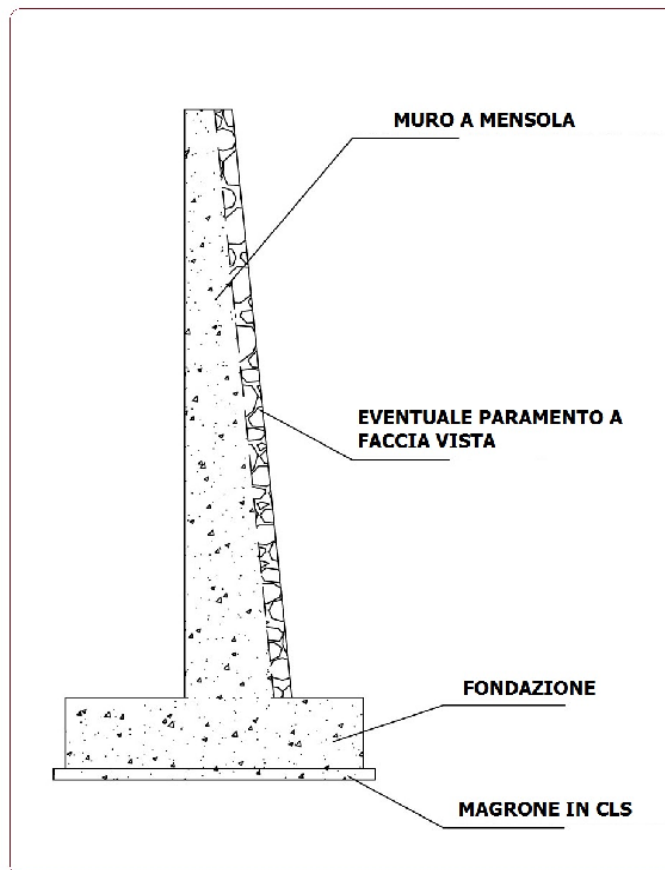 MURO A MENSOLA
EVENTUALE PARAMENTO A
FACCIA VISTA
FONDAZIONE
MAGRONE IN CLS